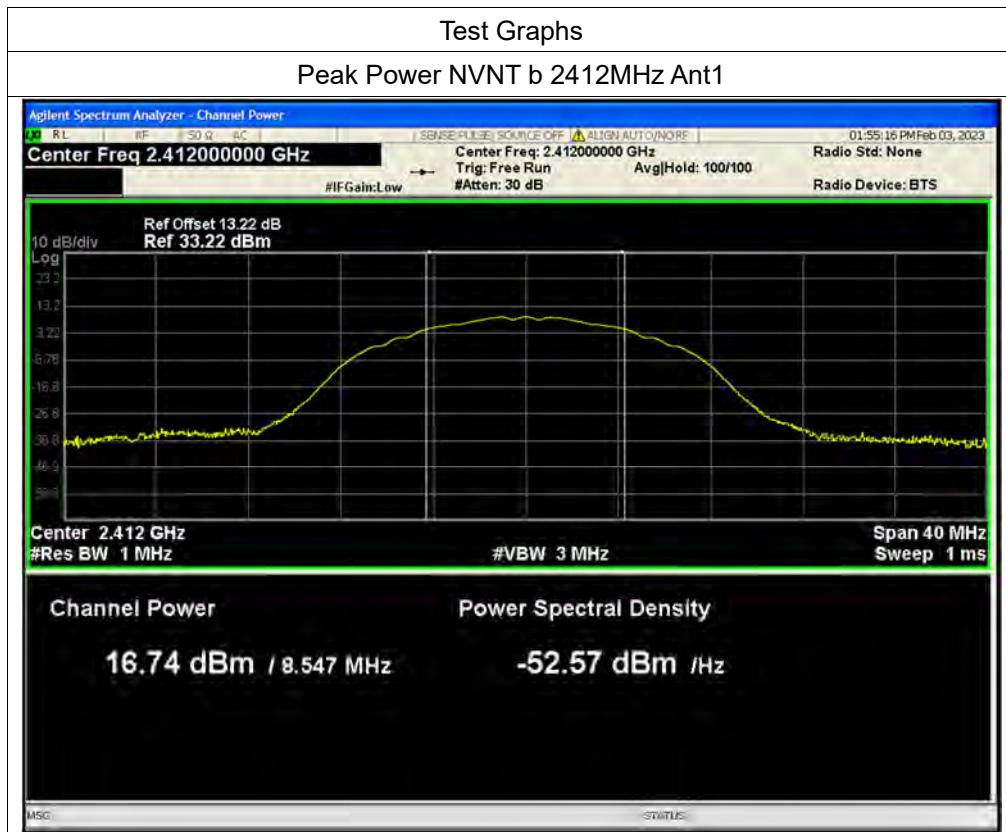 Test Graphs
Peak Power NVNT b 2412MHz Ant1
Agilent Spectrum Analyzer - Channel Power
RL RF 50 Ω AC SENSE:PULSE SOURCE OFF ALIGN AUTO/NORF 01:55:16 PM Feb 03, 2023
Center Freq 2.412000000 GHz Center Freq: 2.412000000 GHz Radio Std: None
Trig: Free Run Avg|Hold: 100/100
#IFGain:Low #Atten: 30 dB Radio Device: BTS
Ref Offset 13.22 dB
10 dB/div Ref 33.22 dBm
Log
23.2
13.2
3.22
-6.78
-16.8
-26.8
-36.8
Center 2.412 GHz Span 40 MHz
#Res BW 1 MHz #VBW 3 MHz Sweep 1 ms
Channel Power Power Spectral Density
16.74 dBm / 8.547 MHz -52.57 dBm /Hz
MSG STATUS